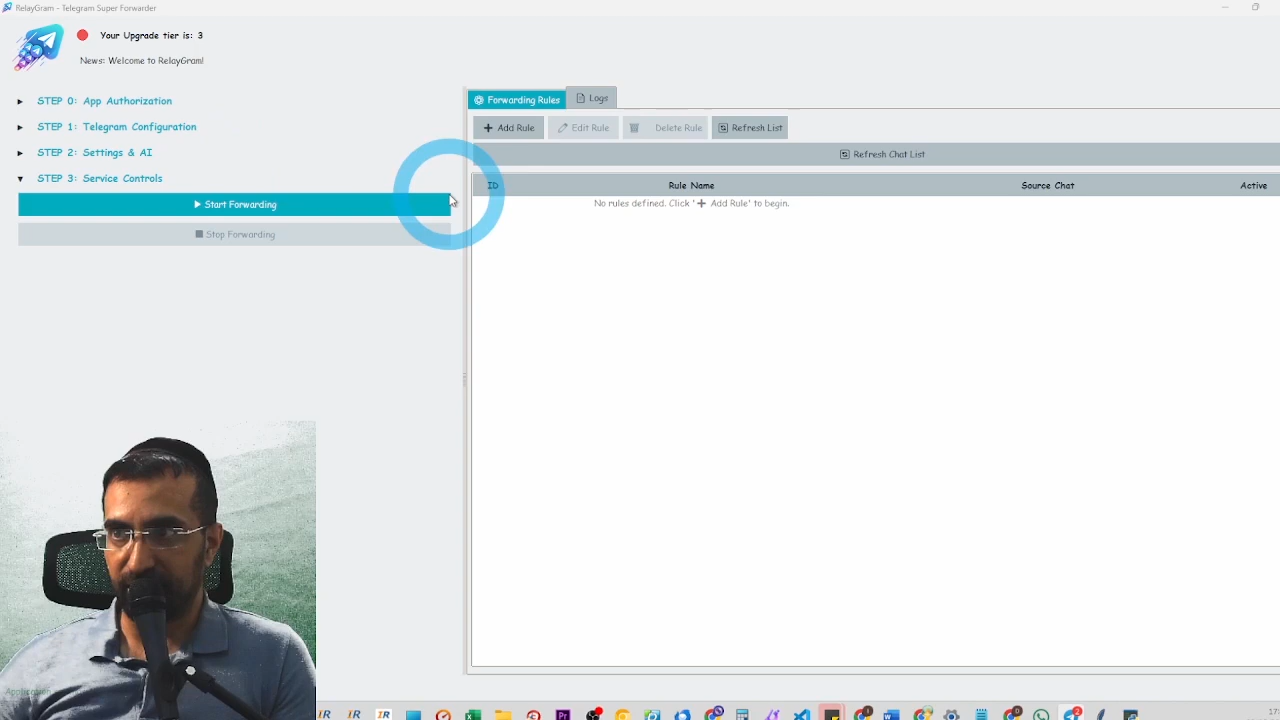 RelayGram - Telegram Super Forwarder
Your Upgrade tier is: 3
News: Welcome to RelayGram!
STEP 0: App Authorization
STEP 1: Telegram Configuration
STEP 2: Settings & AI
STEP 3: Service Controls
Start Forwarding
Stop Forwarding
Forwarding Rules
Logs
Add Rule
Edit Rule
Delete Rule
Refresh List
Refresh Chat List
ID
Rule Name
Source Chat
Active
No rules defined. Click '➕ Add Rule' to begin.
Application
17